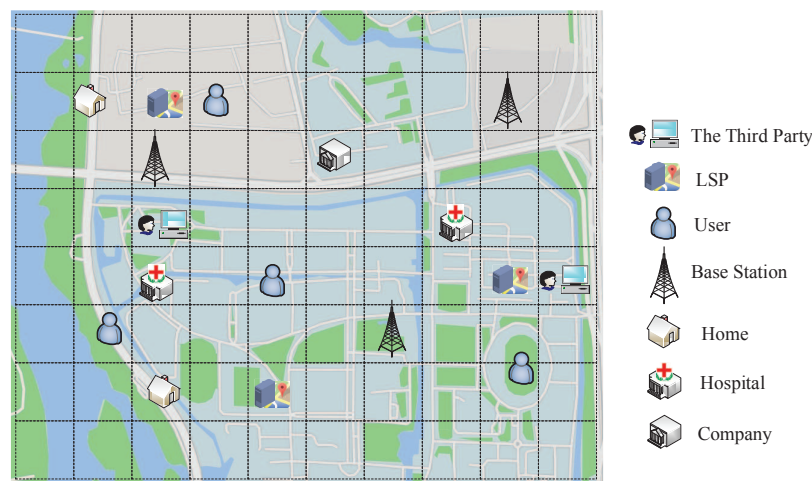 The Third Party
LSP
User
Base Station
Home
Hospital
Company